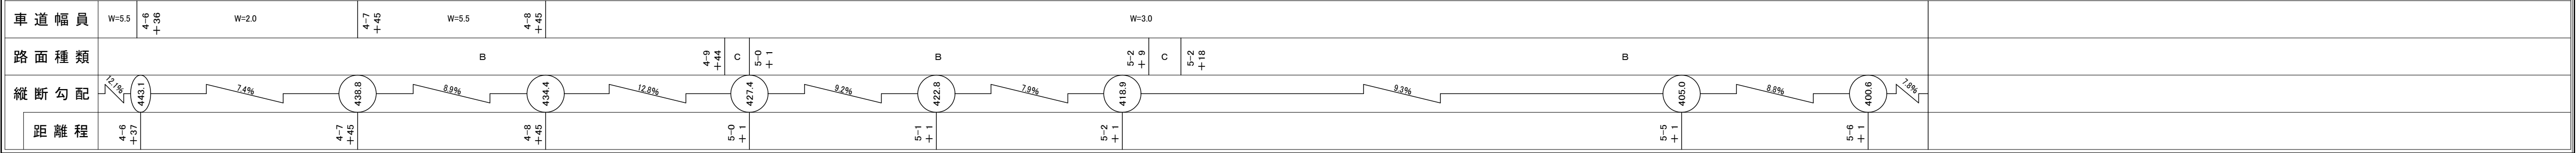 車道幅員 W=5.5 4-6 +36 W=2.0 4-7 +45 W=5.5 4-8 +45 W=3.0
路面種類 B 4-9 +44 C 5-0 +1 B 5-2 +9 C 5-2 +18 B
縦断勾配 12.1% 443.1 7.4% 438.8 8.9% 434.4 12.8% 427.4 9.2% 422.8 7.9% 418.9 9.3% 405.0 8.8% 400.6 7.8%
距離程 4-6 +37 4-7 +45 4-8 +45 5-0 +1 5-1 +1 5-2 +1 5-5 +1 5-6 +1